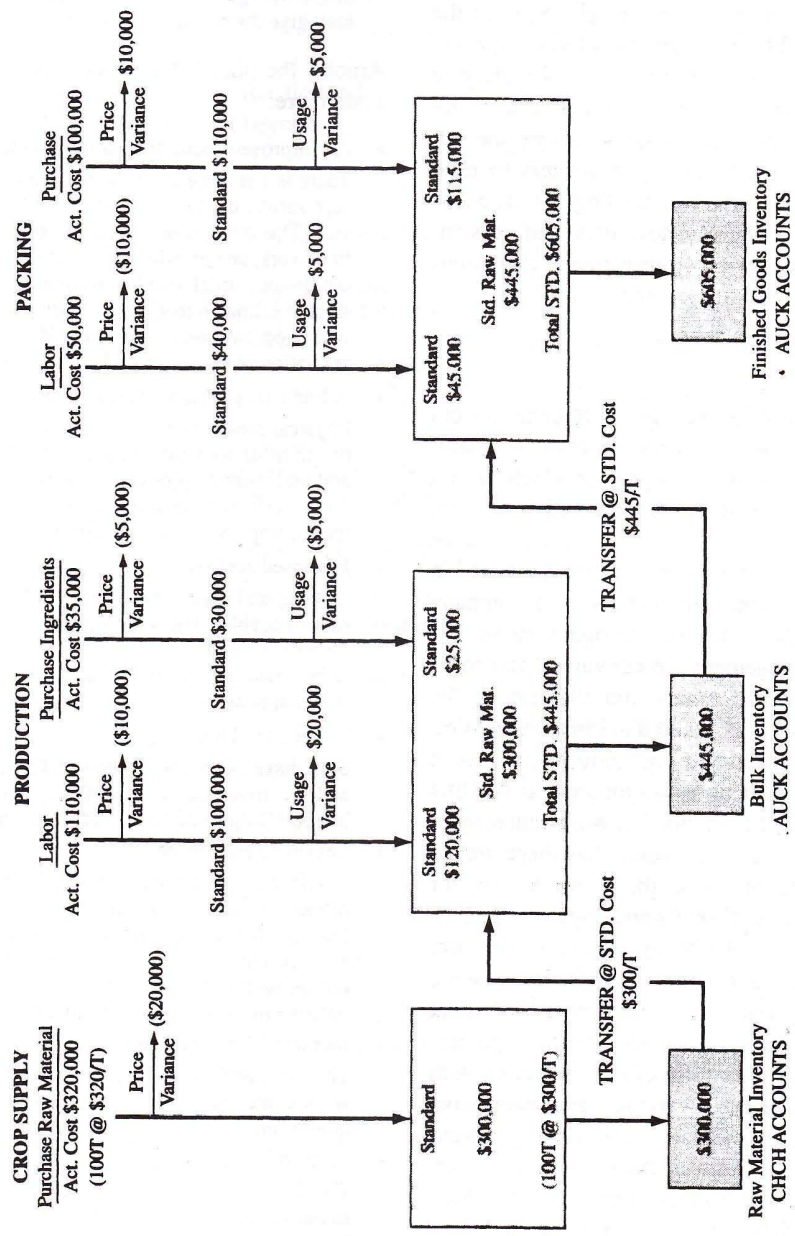 CROP SUPPLY
Purchase Raw Material
Act. Cost $320,000
(100T @ $320/T)
Price
Variance
($20,000)
Standard
$300,000
(100T @ $300/T)
$300,000
Raw Material Inventory
CHCH ACCOUNTS
TRANSFER @ STD. Cost
$300/T
PRODUCTION
Labor
Act. Cost $110,000
Price
Variance
($10,000)
Standard $100,000
Usage
Variance
$20,000
Purchase Ingredients
Act. Cost $35,000
Price
Variance
($5,000)
Standard $30,000
Usage
Variance
($5,000)
Standard
$120,000
Standard
$25,000
Std. Raw Mat.
$300,000
Total STD. $445.000
$445,000
Bulk Inventory
. AUCK ACCOUNTS
TRANSFER @ STD. Cost
$445/T
PACKING
Labor
Act. Cost $50,000
Price
Variance
($10,000)
Standard $40,000
Usage
Variance
$5,000
Purchase
Act. Cost $100,000
Price
Variance
$10,000
Standard $110,000
Usage
Variance
$5,000
Standard
$45.000
Standard
$115.000
Std. Raw Mat.
$445,000
Total STD. $605,000
$605,000
Finished Goods Inventory
• AUCK ACCOUNTS